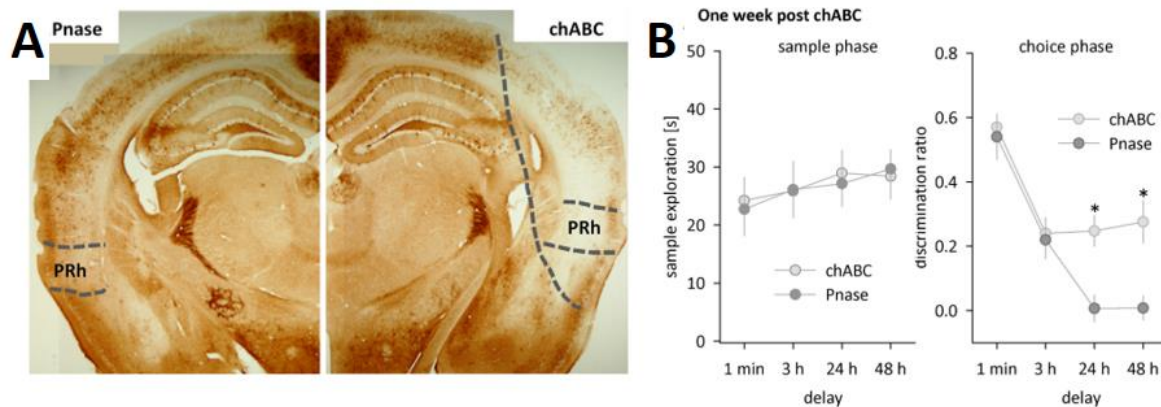 A
Pnase
chABC
PRh
PRh
B
One week post chABC
sample phase
sample exploration [s]
50
40
30
20
10
0
chABC
Pnase
1 min 3 h 24 h 48 h
delay
choice phase
discrimination ratio
0.6
0.4
0.2
0.0
chABC
Pnase
* *
1 min 3 h 24 h 48 h
delay